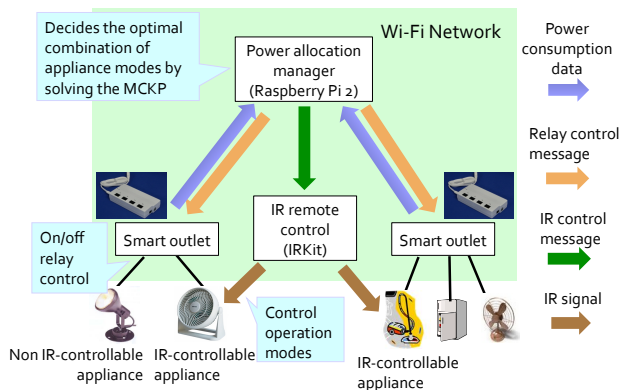 Decides the optimal
combination of
appliance modes by
solving the MCKP
Wi-Fi Network
Power allocation
manager
(Raspberry Pi 2)
Power
consumption
data
Relay control
message
IR control
message
IR signal
Smart outlet
IR remote
control
(IRKit)
Smart outlet
On/off
relay
control
Control
operation
modes
Non IR-controllable
appliance
IR-controllable
appliance
IR-controllable
appliance